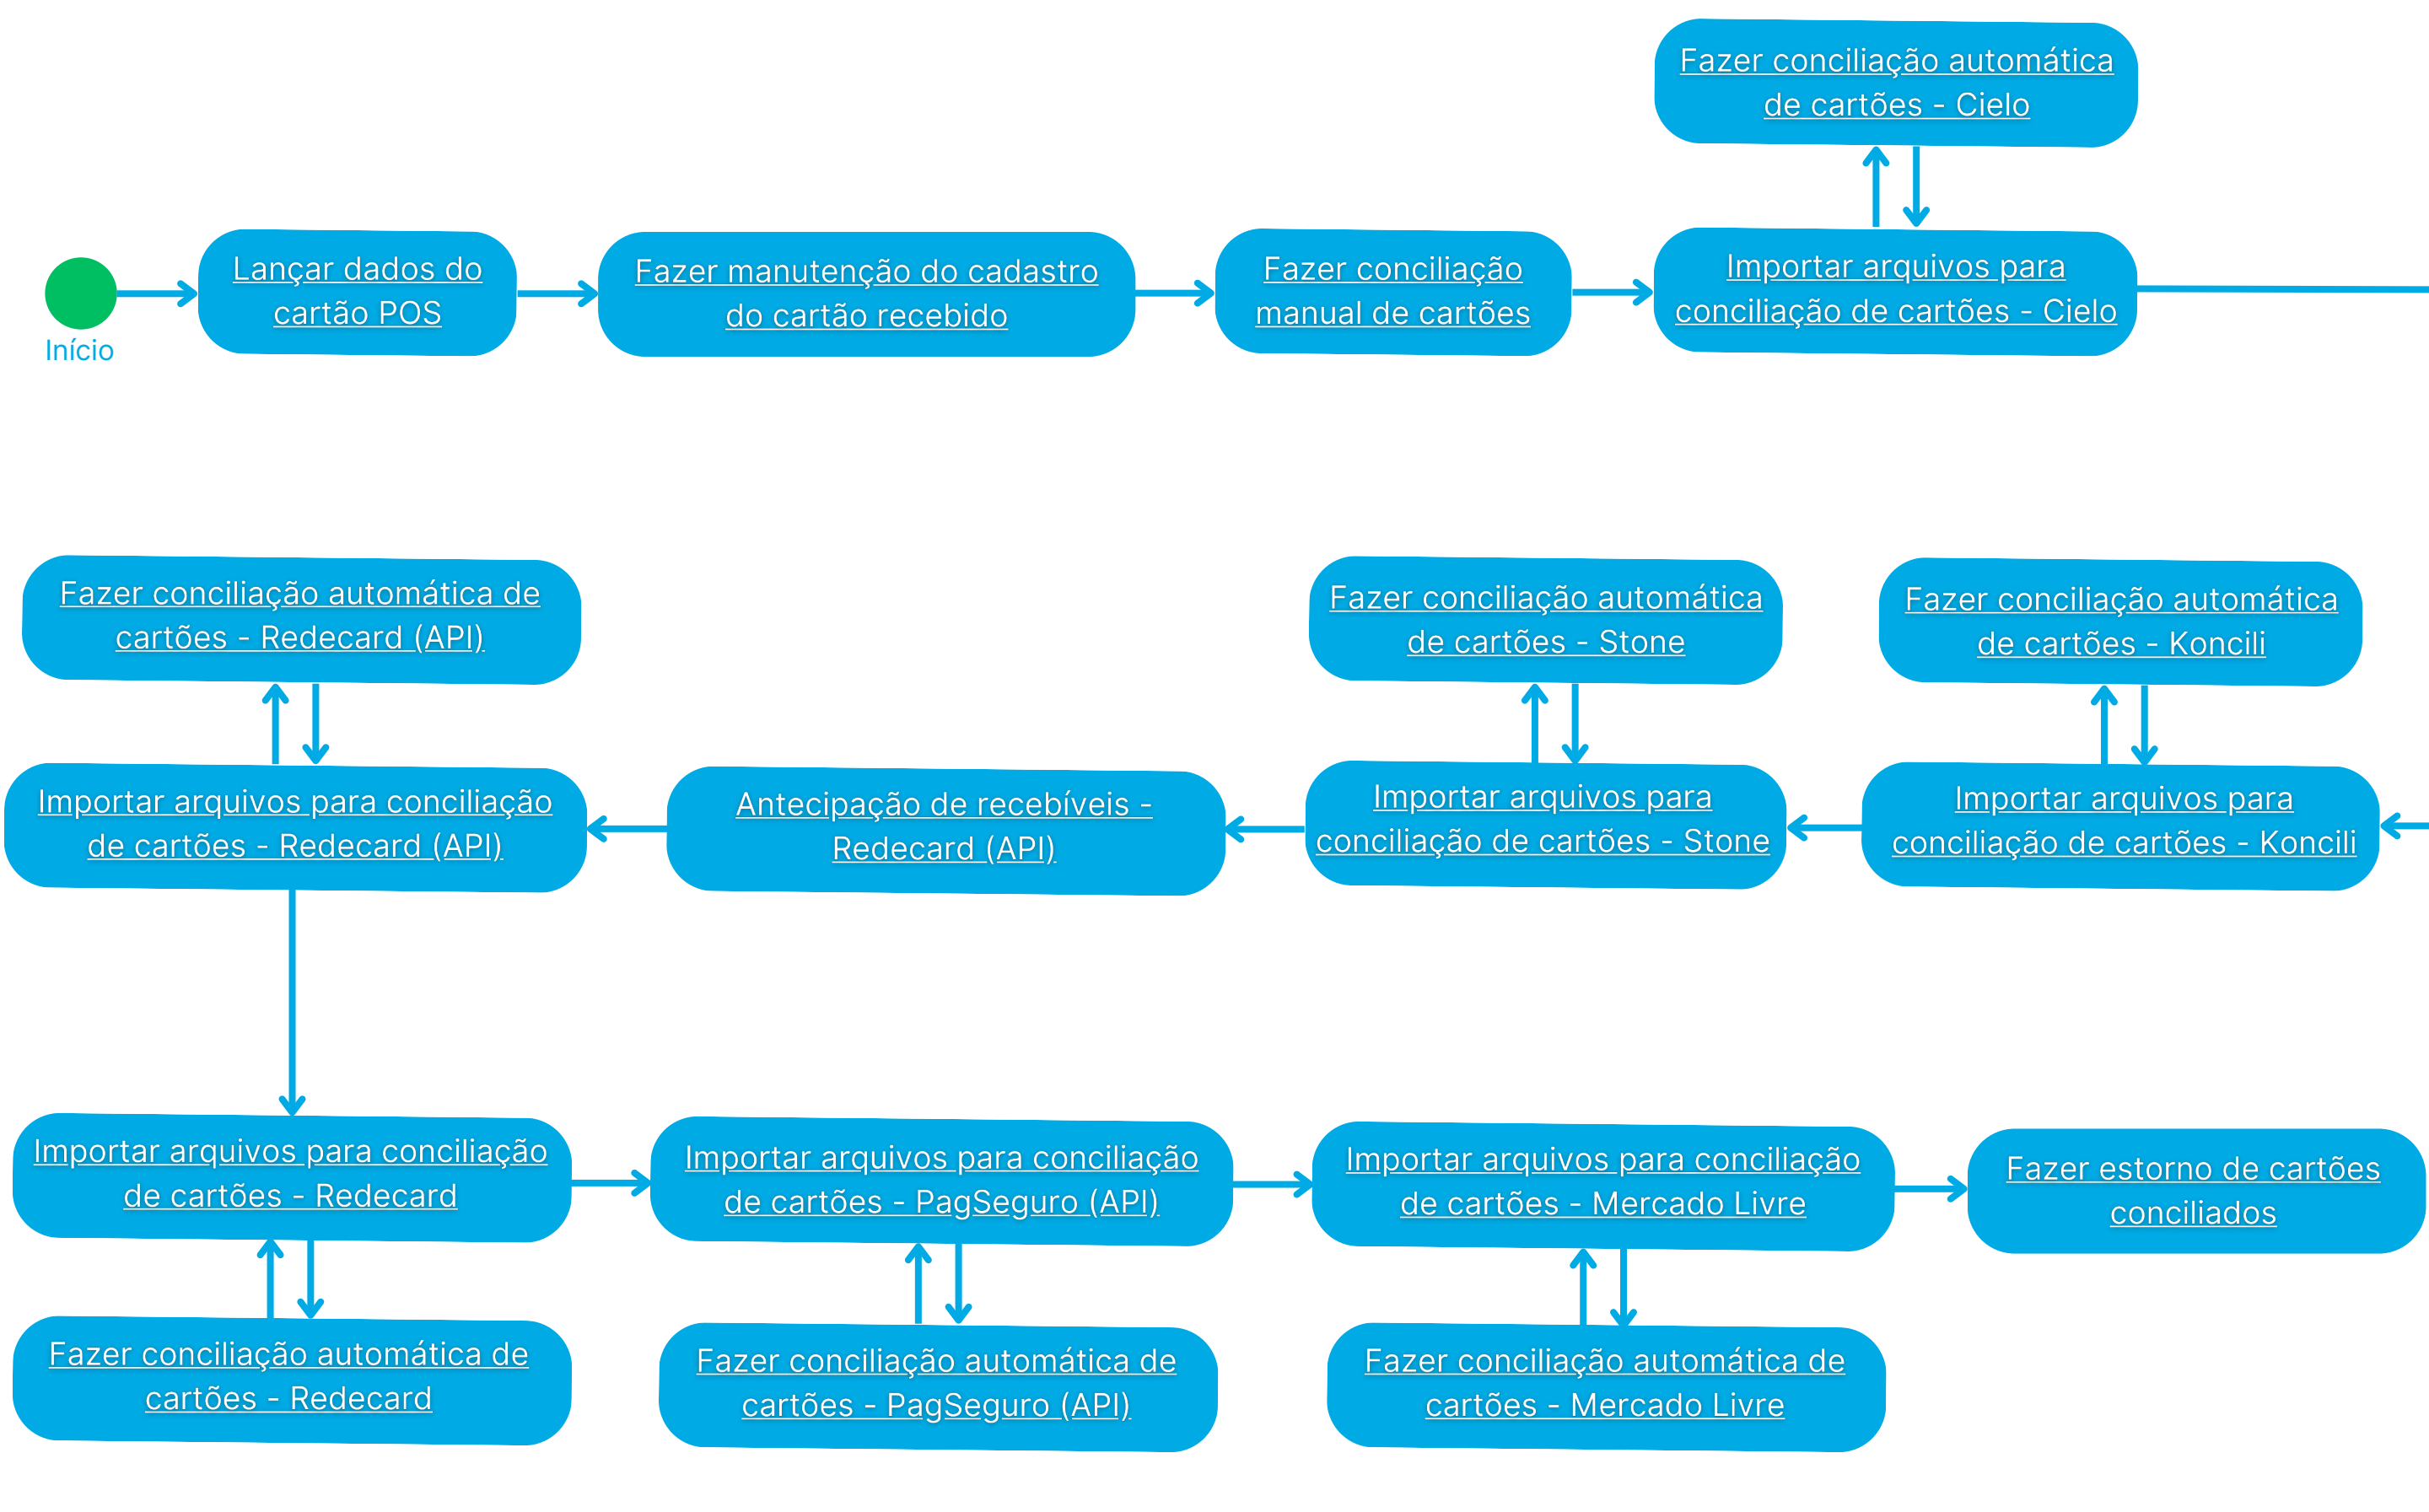 Fazer conciliação automática
de cartões - Cielo
Início
Lançar dados do
cartão POS
Fazer manutenção do cadastro
do cartão recebido
Fazer conciliação
manual de cartões
Importar arquivos para
conciliação de cartões - Cielo
Fazer conciliação automática de
cartões - Redecard (API)
Fazer conciliação automática
de cartões - Stone
Fazer conciliação automática
de cartões - Koncili
Importar arquivos para conciliação
de cartões - Redecard (API)
Antecipação de recebíveis -
Redecard (API)
Importar arquivos para
conciliação de cartões - Stone
Importar arquivos para
conciliação de cartões - Koncili
Importar arquivos para conciliação
de cartões - Redecard
Importar arquivos para conciliação
de cartões - PagSeguro (API)
Importar arquivos para conciliação
de cartões - Mercado Livre
Fazer estorno de cartões
conciliados
Fazer conciliação automática de
cartões - Redecard
Fazer conciliação automática de
cartões - PagSeguro (API)
Fazer conciliação automática de
cartões - Mercado Livre